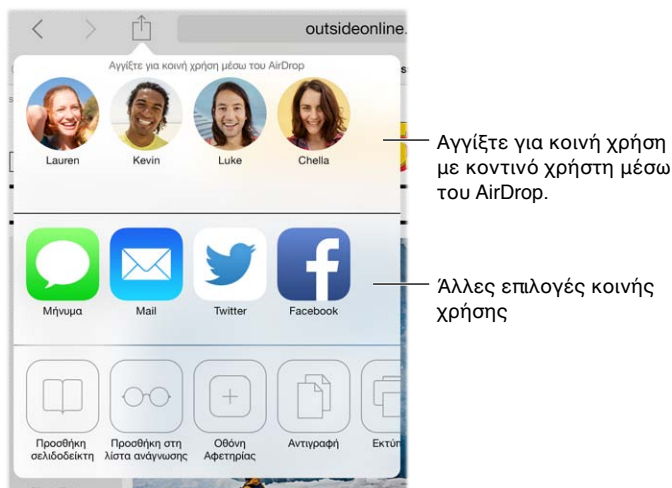 outsideonline.
Αγγίξτε για κοινή χρήση μέσω του AirDrop
Lauren
Kevin
Luke
Chella
Αγγίξτε για κοινή χρήση
με κοντινό χρήστη μέσω
του AirDrop.
Μήνυμα
Mail
Twitter
Facebook
Άλλες επιλογές κοινής
χρήσης
Προσθήκη
σελιδοδείκτη
Προσθήκη στη
λίστα ανάγνωσης
Οθόνη
Αφετηρίας
Αντιγραφή